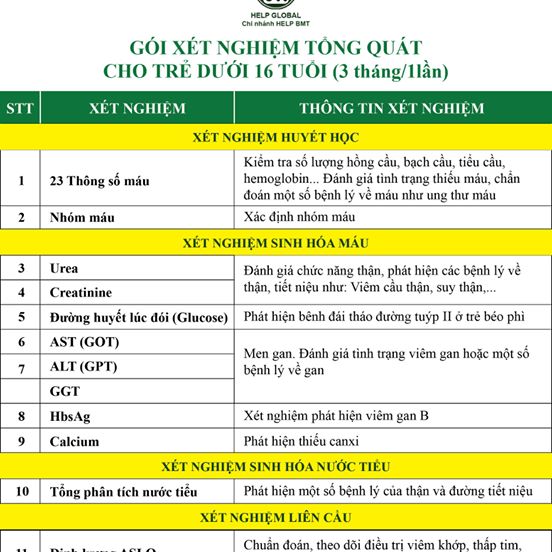 HELP GLOBAL
Chi nhánh HELP BMT
GÓI XÉT NGHIỆM TỔNG QUÁT
CHO TRẺ DƯỚI 16 TUỔI (3 tháng/1lần)
STT XÉT NGHIỆM THÔNG TIN XÉT NGHIỆM
XÉT NGHIỆM HUYẾT HỌC
1 23 Thông số máu
Kiểm tra số lượng hồng cầu, bạch cầu, tiểu cầu,
hemoglobin... Đánh giá tình trạng thiếu máu, chẩn
đoán một số bệnh lý về máu như ung thư máu
2 Nhóm máu Xác định nhóm máu
XÉT NGHIỆM SINH HÓA MÁU
3 Urea
4 Creatinine
Đánh giá chức năng thận, phát hiện các bệnh lý về
thận, tiết niệu như: Viêm cầu thận, suy thận,...
5 Đường huyết lúc đói (Glucose) Phát hiện bênh đái tháo đường tuýp II ở trẻ béo phì
6 AST (GOT)
7 ALT (GPT)
GGT
Men gan. Đánh giá tình trạng viêm gan hoặc một số
bệnh lý về gan
8 HbsAg Xét nghiệm phát hiện viêm gan B
9 Calcium Phát hiện thiếu canxi
XÉT NGHIỆM SINH HÓA NƯỚC TIỂU
10 Tổng phân tích nước tiểu Phát hiện một số bệnh lý của thận và đường tiết niệu
XÉT NGHIỆM LIÊN CẦU
11 Định lượng ASLO
Chuẩn đoán, theo dõi điều trị viêm khớp, thấp tim,